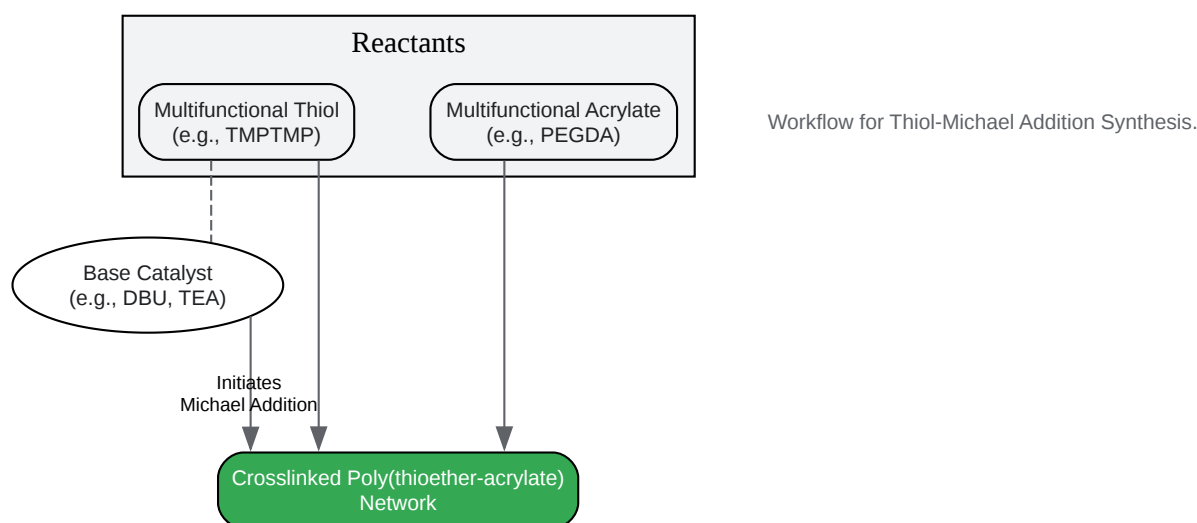 Reactants
Multifunctional Thiol
(e.g., TMPTMP)
Multifunctional Acrylate
(e.g., PEGDA)
Workflow for Thiol-Michael Addition Synthesis.
Base Catalyst
(e.g., DBU, TEA)
Initiates
Michael Addition
Crosslinked Poly(thioether-acrylate)
Network